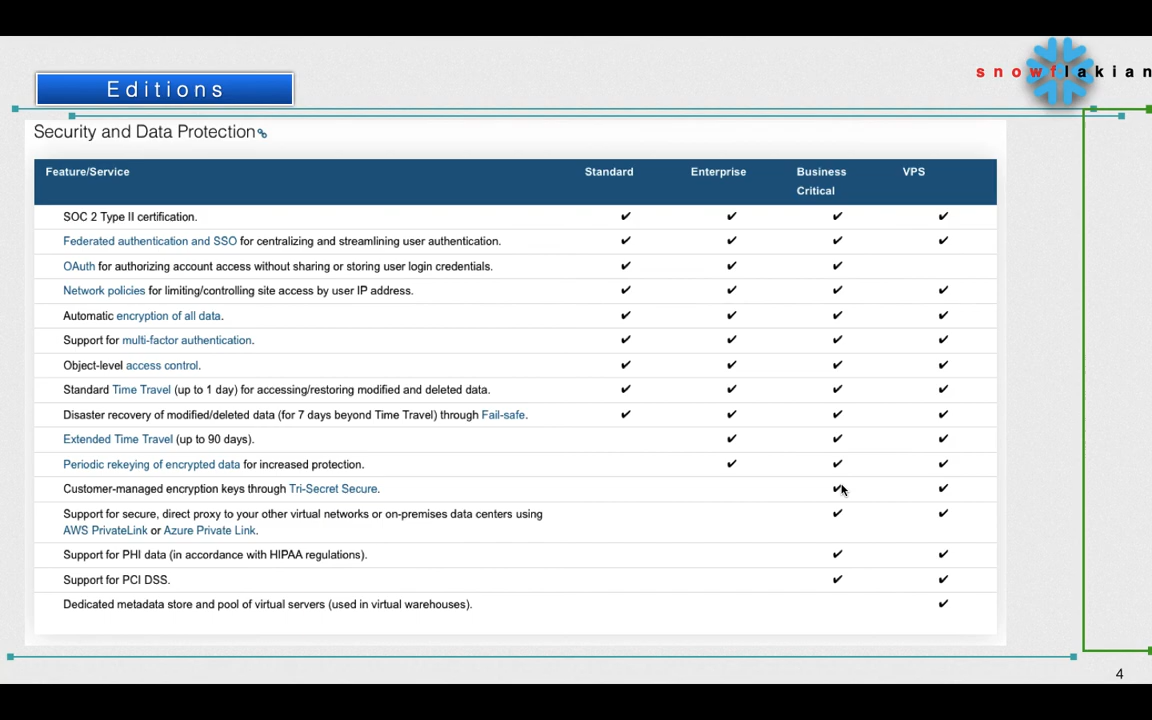 Editions
snowflakian
Security and Data Protection
Feature/Service Standard Enterprise Business Critical VPS
SOC 2 Type II certification. ✔ ✔ ✔ ✔
Federated authentication and SSO for centralizing and streamlining user authentication. ✔ ✔ ✔ ✔
OAuth for authorizing account access without sharing or storing user login credentials. ✔ ✔ ✔
Network policies for limiting/controlling site access by user IP address. ✔ ✔ ✔ ✔
Automatic encryption of all data. ✔ ✔ ✔ ✔
Support for multi-factor authentication. ✔ ✔ ✔ ✔
Object-level access control. ✔ ✔ ✔ ✔
Standard Time Travel (up to 1 day) for accessing/restoring modified and deleted data. ✔ ✔ ✔ ✔
Disaster recovery of modified/deleted data (for 7 days beyond Time Travel) through Fail-safe. ✔ ✔ ✔ ✔
Extended Time Travel (up to 90 days). ✔ ✔ ✔
Periodic rekeying of encrypted data for increased protection. ✔ ✔ ✔
Customer-managed encryption keys through Tri-Secret Secure. ✔ ✔
Support for secure, direct proxy to your other virtual networks or on-premises data centers using ✔ ✔
AWS PrivateLink or Azure Private Link.
Support for PHI data (in accordance with HIPAA regulations). ✔ ✔
Support for PCI DSS. ✔ ✔
Dedicated metadata store and pool of virtual servers (used in virtual warehouses). ✔
4